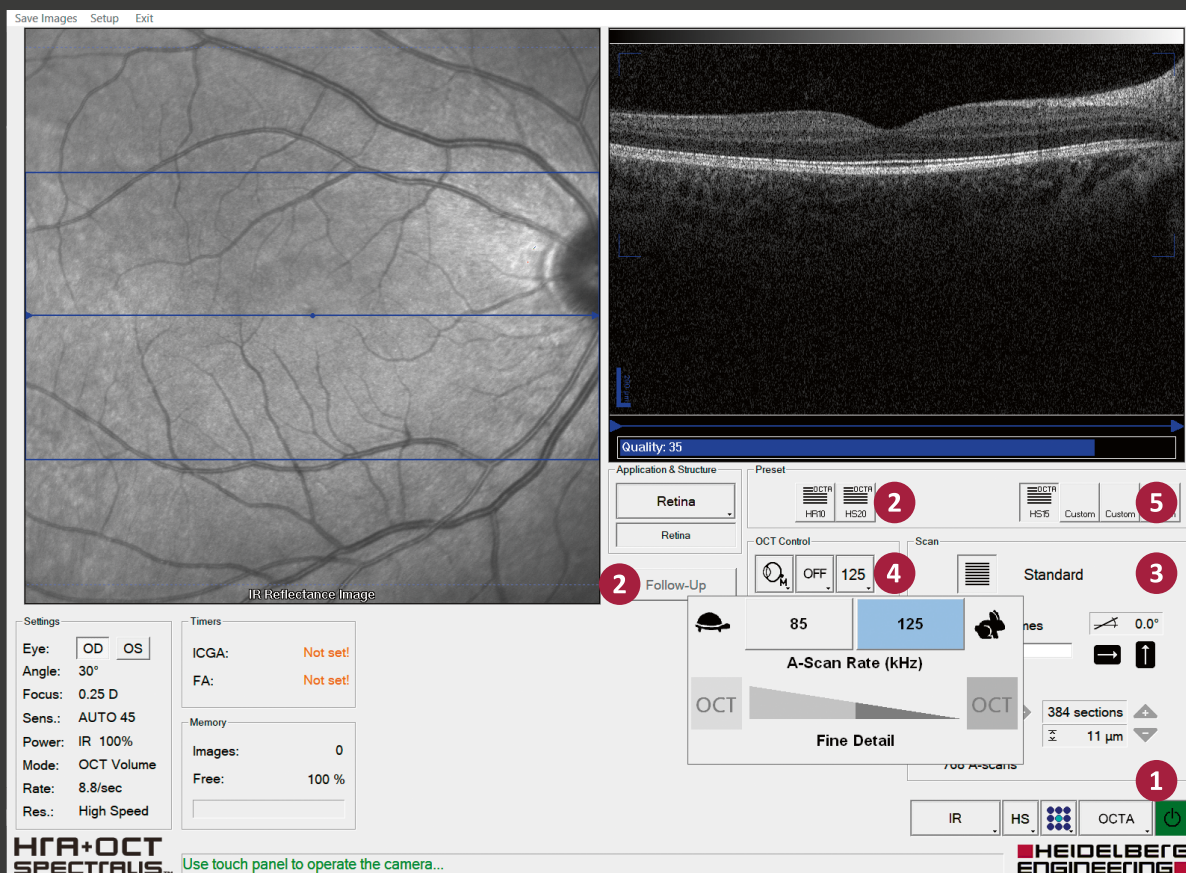 Save Images Setup Exit
IR Reflectance Image
Quality: 35
Application & Structure
Retina
Retina
2 Follow-Up
Preset
OCTA HR10
OCTA HS20
2
OCTA HS15
Custom
Custom
5
OCT Control
M
OFF
125
4
Scan
Standard
3
0.0°
85
125
A-Scan Rate (kHz)
OCT
OCT
Fine Detail
384 sections
11 µm
768 A-scans
1
IR
HS
OCTA
Settings
Eye: OD OS
Angle: 30°
Focus: 0.25 D
Sens.: AUTO 45
Power: IR 100%
Mode: OCT Volume
Rate: 8.8/sec
Res.: High Speed
Timers
ICGA: Not set!
FA: Not set!
Memory
Images: 0
Free: 100 %
HRA+OCT
SPECTRALIS
Use touch panel to operate the camera...
HEIDELBERG
ENGINEERING